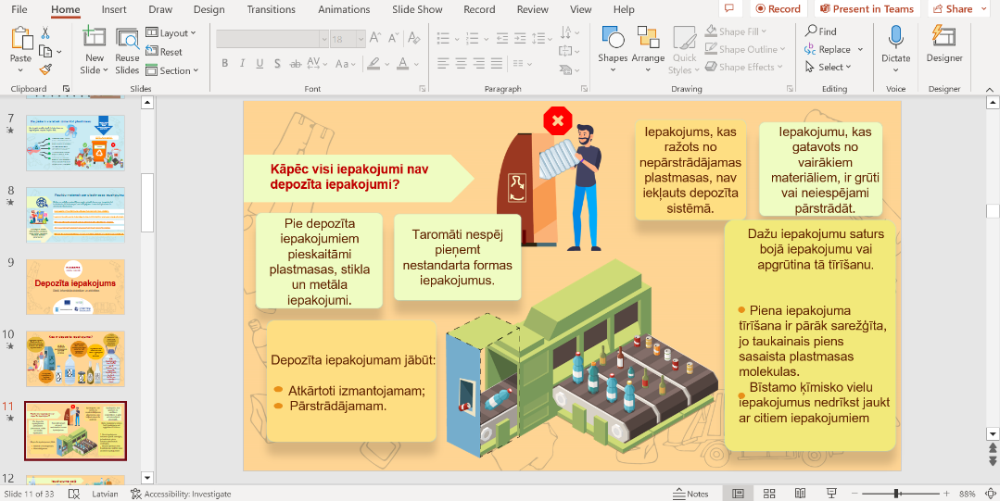 File Home Insert Draw Design Transitions Animations Slide Show Record Review View Help Record Present in Teams Share
Paste
New
Slide
Reuse
Slides
Layout
Reset
Section
18
Aa
Shapes
Arrange
Quick
Styles
Shape Fill
Shape Outline
Shape Effects
Find
Replace
Select
Dictate
Designer
Clipboard Slides Font Paragraph Drawing Editing Voice Designer
7
8
9
Depozīta iepakojums
10
11
12
Kāpēc visi iepakojumi nav
depozīta iepakojumi?
Iepakojums, kas
ražots no
nepārstrādājamas
plastmasas, nav
iekļauts depozīta
sistēmā.
Iepakojumu, kas
gatavots no
vairākiem
materiāliem, ir grūti
vai neiespējami
pārstrādāt.
Pie depozīta
iepakojumiem
pieskaitāmi
plastmasas, stikla
un metāla
iepakojumi.
Taromāti nespēj
pieņemt
nestandarta formas
iepakojumus.
Dažu iepakojumu saturs
bojā iepakojumu vai
apgrūtina tā tīrīšanu.
Piena iepakojuma
tīrīšana ir pārāk sarežģīta,
jo taukainais piens
sasaista plastmasas
molekulas.
Bīstamo ķīmisko vielu
iepakojumus nedrīkst jaukt
ar citiem iepakojumiem
Depozīta iepakojumam jābūt:
Atkārtoti izmantojamam;
Pārstrādājamam.
Slide 11 of 33 Latvian Accessibility: Investigate Notes 88%